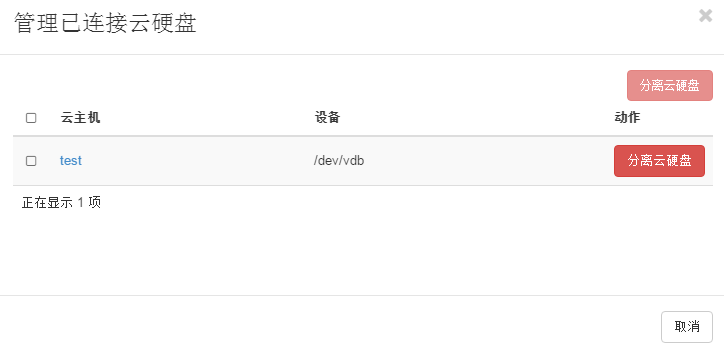 管理已连接云硬盘
分离云硬盘
云主机 设备 动作
test /dev/vdb 分离云硬盘
正在显示 1 项
取消